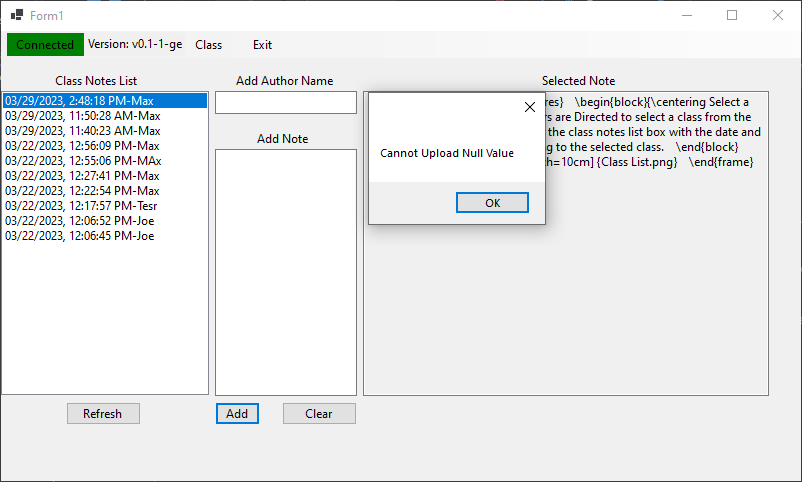 Form1
Connected Version: v0.1-1-ge Class Exit
Class Notes List
03/29/2023, 2:48:18 PM-Max
03/29/2023, 11:50:28 AM-Max
03/29/2023, 11:40:23 AM-Max
03/22/2023, 12:56:09 PM-Max
03/22/2023, 12:55:06 PM-MAx
03/22/2023, 12:27:41 PM-Max
03/22/2023, 12:22:54 PM-Max
03/22/2023, 12:17:57 PM-Tesr
03/22/2023, 12:06:52 PM-Joe
03/22/2023, 12:06:45 PM-Joe
Refresh
Add Author Name
Add Note
Add Clear
Selected Note
res} \begin{block}{\centering Select a
rs are Directed to select a class from the
the class notes list box with the date and
g to the selected class. \end{block}
th=10cm] {Class List.png} \end{frame}
Cannot Upload Null Value
OK